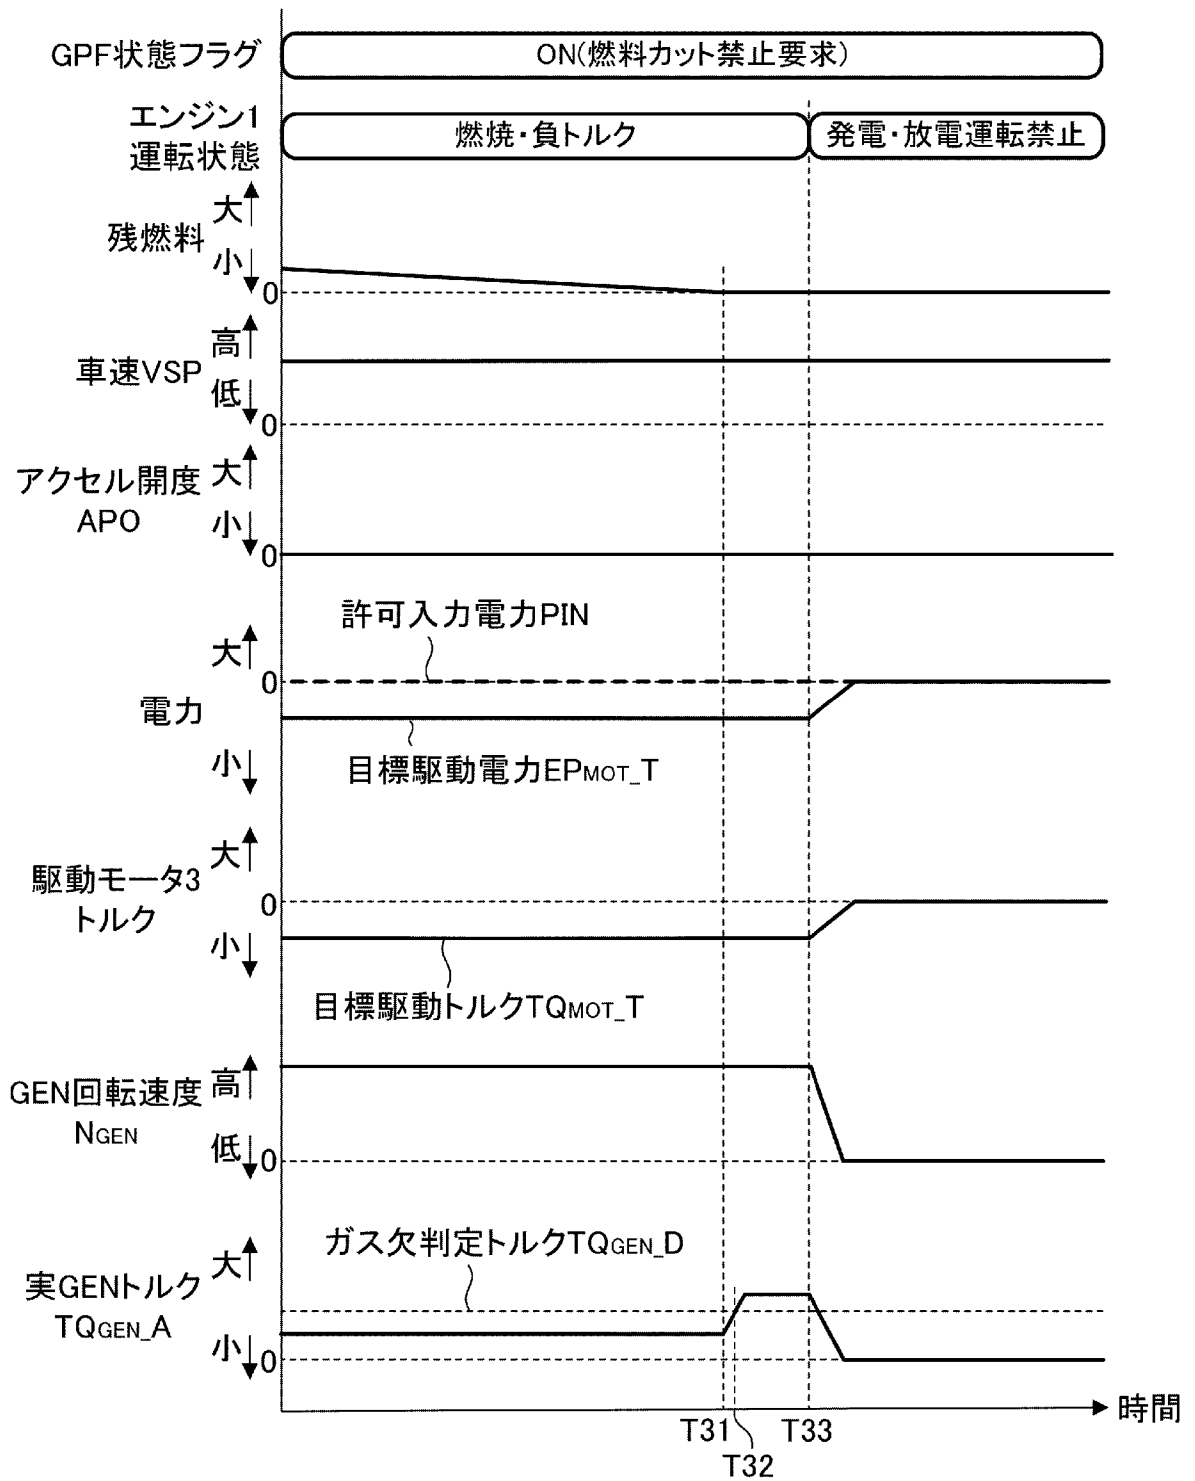 GPF状態フラグ
ON(燃料カット禁止要求)
エンジン1
運転状態
燃焼・負トルク
発電・放電運転禁止
残燃料
大
小
0
車速VSP
高
低
0
アクセル開度
APO
大
小
0
許可入力電力PIN
電力
大
0
小
目標駆動電力EPMOT_T
駆動モータ3
トルク
大
0
小
目標駆動トルクTQMOT_T
GEN回転速度
NGEN
高
低
0
ガス欠判定トルクTQGEN_D
実GENトルク
TQGEN_A
大
小
0
時間
T31
T32
T33